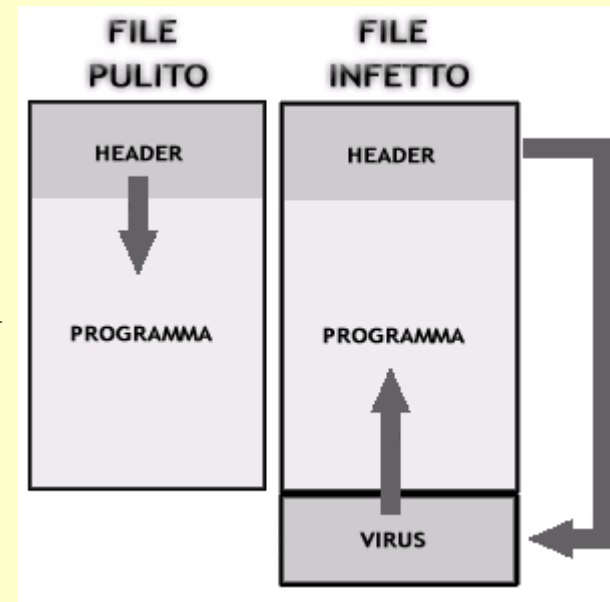 FILE
PULITO
HEADER
PROGRAMMA
FILE
INFETTO
HEADER
PROGRAMMA
VIRUS